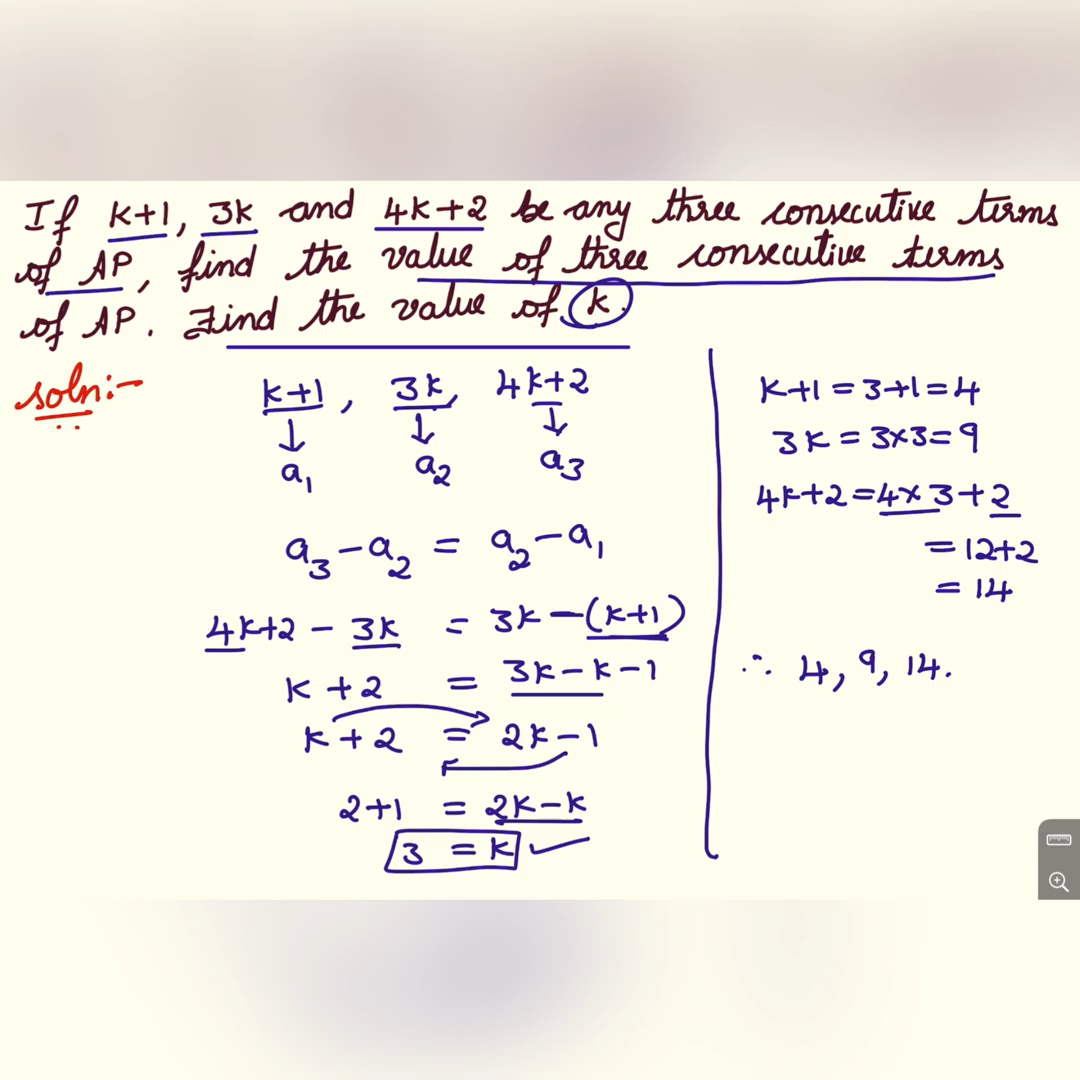 If k+1, 3k and 4k+2 be any three consecutive terms
of AP, find the value of three consecutive terms
of AP. Find the value of k.
soln:-
k+1, 3k, 4k+2
↓ ↓ ↓
a₁ a₂ a₃
a₃-a₂ = a₂-a₁
4k+2 - 3k = 3k-(k+1)
k+2 = 3k-k-1
k+2 = 2k-1
2+1 = 2k-k
3 = k ✓
k+1 = 3+1 = 4
3k = 3×3 = 9
4k+2 = 4×3+2
= 12+2
= 14
∴ 4, 9, 14.